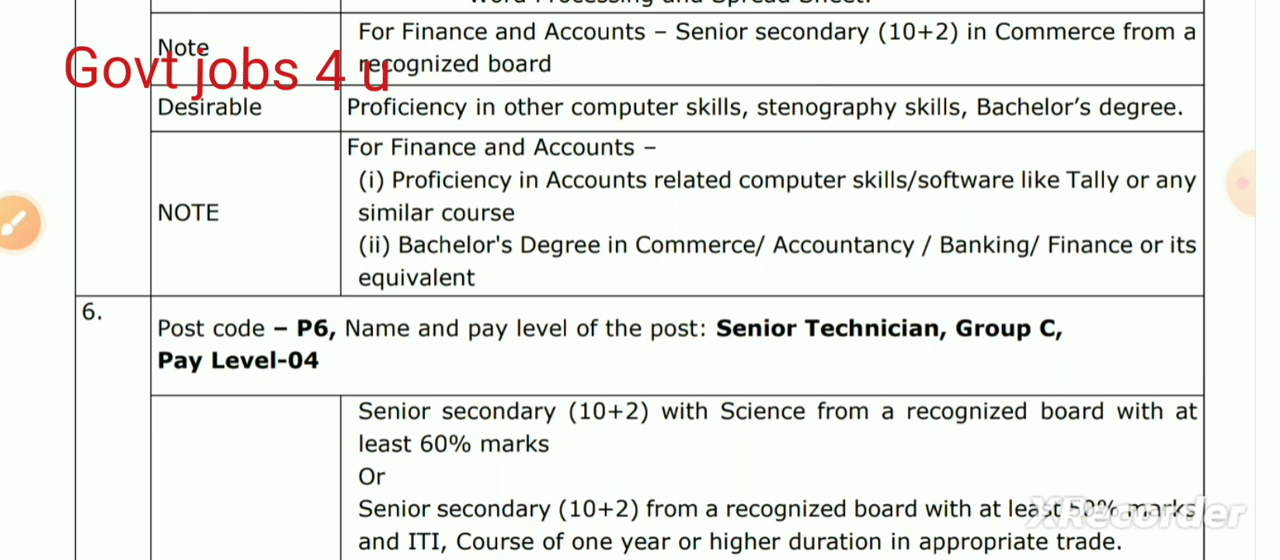 Word Processing and Spread Sheet.
Note
For Finance and Accounts – Senior secondary (10+2) in Commerce from a
recognized board
Govt jobs 4 u
Desirable
Proficiency in other computer skills, stenography skills, Bachelor’s degree.
NOTE
For Finance and Accounts –
(i) Proficiency in Accounts related computer skills/software like Tally or any
similar course
(ii) Bachelor's Degree in Commerce/ Accountancy / Banking/ Finance or its
equivalent
6.
Post code – P6, Name and pay level of the post: Senior Technician, Group C,
Pay Level-04
Senior secondary (10+2) with Science from a recognized board with at
least 60% marks
Or
Senior secondary (10+2) from a recognized board with at least 50% marks
and ITI, Course of one year or higher duration in appropriate trade.
XRecorder